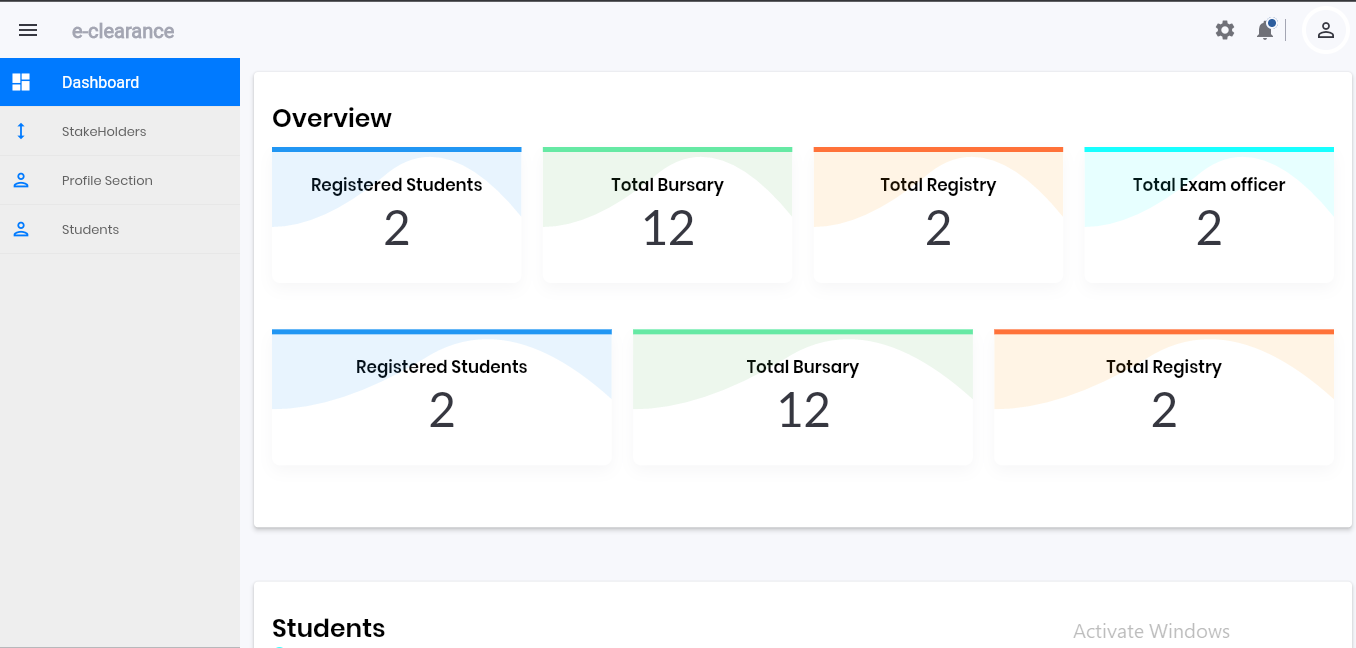 e-clearance
Dashboard
StakeHolders
Profile Section
Students
Overview
Registered Students
2
Total Bursary
12
Total Registry
2
Total Exam officer
2
Registered Students
2
Total Bursary
12
Total Registry
2
Students
Activate Windows